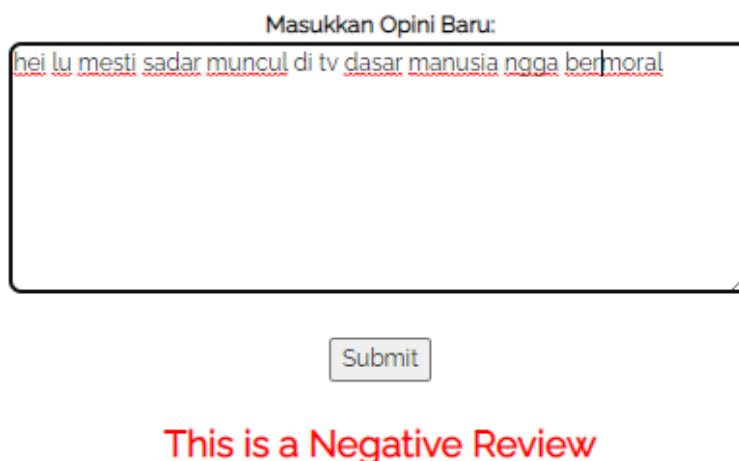 Masukkan Opini Baru:
hei lu mesti sadar muncul di tv dasar manusia ngga bermoral
Submit
This is a Negative Review